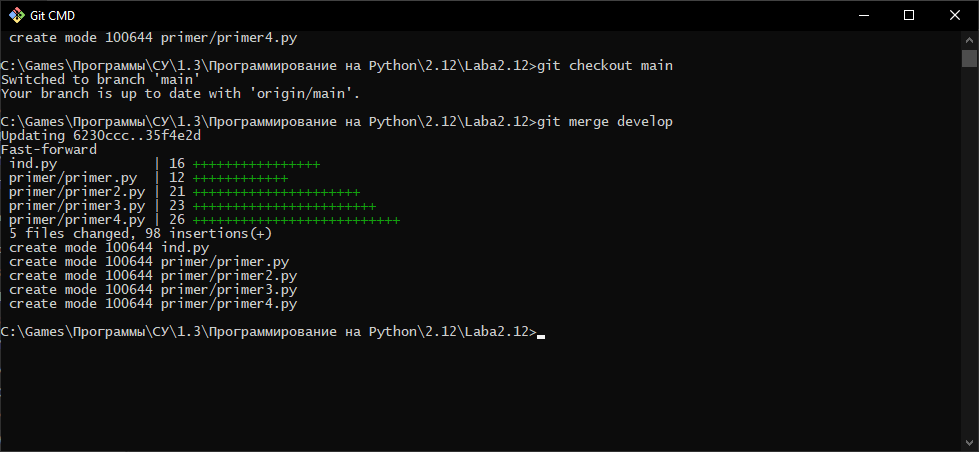 Git CMD
create mode 100644 primer/primer4.py
C:\Games\Программы\СУ\1.3\Программирование на Python\2.12\Laba2.12>git checkout main
Switched to branch 'main'
Your branch is up to date with 'origin/main'.
C:\Games\Программы\СУ\1.3\Программирование на Python\2.12\Laba2.12>git merge develop
Updating 6230ccc..35f4e2d
Fast-forward
ind.py            | 16 ++++++++++++++++
primer/primer.py  | 12 ++++++++++++
primer/primer2.py | 21 +++++++++++++++++++++
primer/primer3.py | 23 +++++++++++++++++++++++
primer/primer4.py | 26 ++++++++++++++++++++++++++
5 files changed, 98 insertions(+)
create mode 100644 ind.py
create mode 100644 primer/primer.py
create mode 100644 primer/primer2.py
create mode 100644 primer/primer3.py
create mode 100644 primer/primer4.py
C:\Games\Программы\СУ\1.3\Программирование на Python\2.12\Laba2.12>